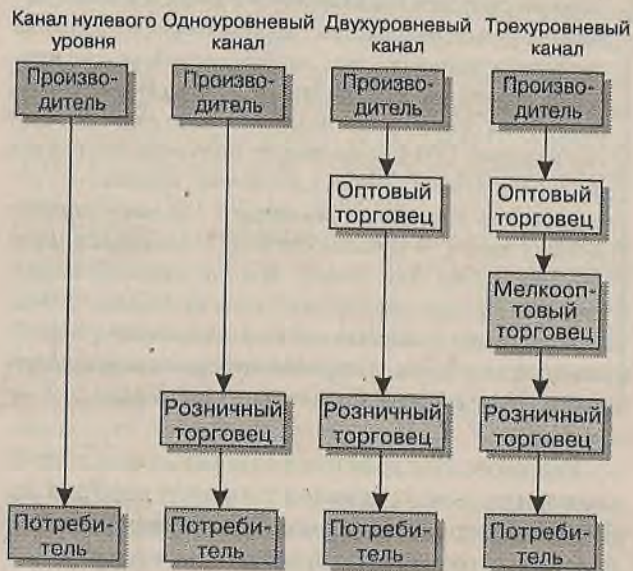 Канал нулевого
уровня
Одноуровневый
канал
Двухуровневый
канал
Трехуровневый
канал
Произво-
дитель
Произво-
дитель
Произво-
дитель
Произво-
дитель
Оптовый
торговец
Оптовый
торговец
Мелкооп-
товый
торговец
Розничный
торговец
Розничный
торговец
Розничный
торговец
Потреби-
тель
Потреби-
тель
Потреби-
тель
Потреби-
тель